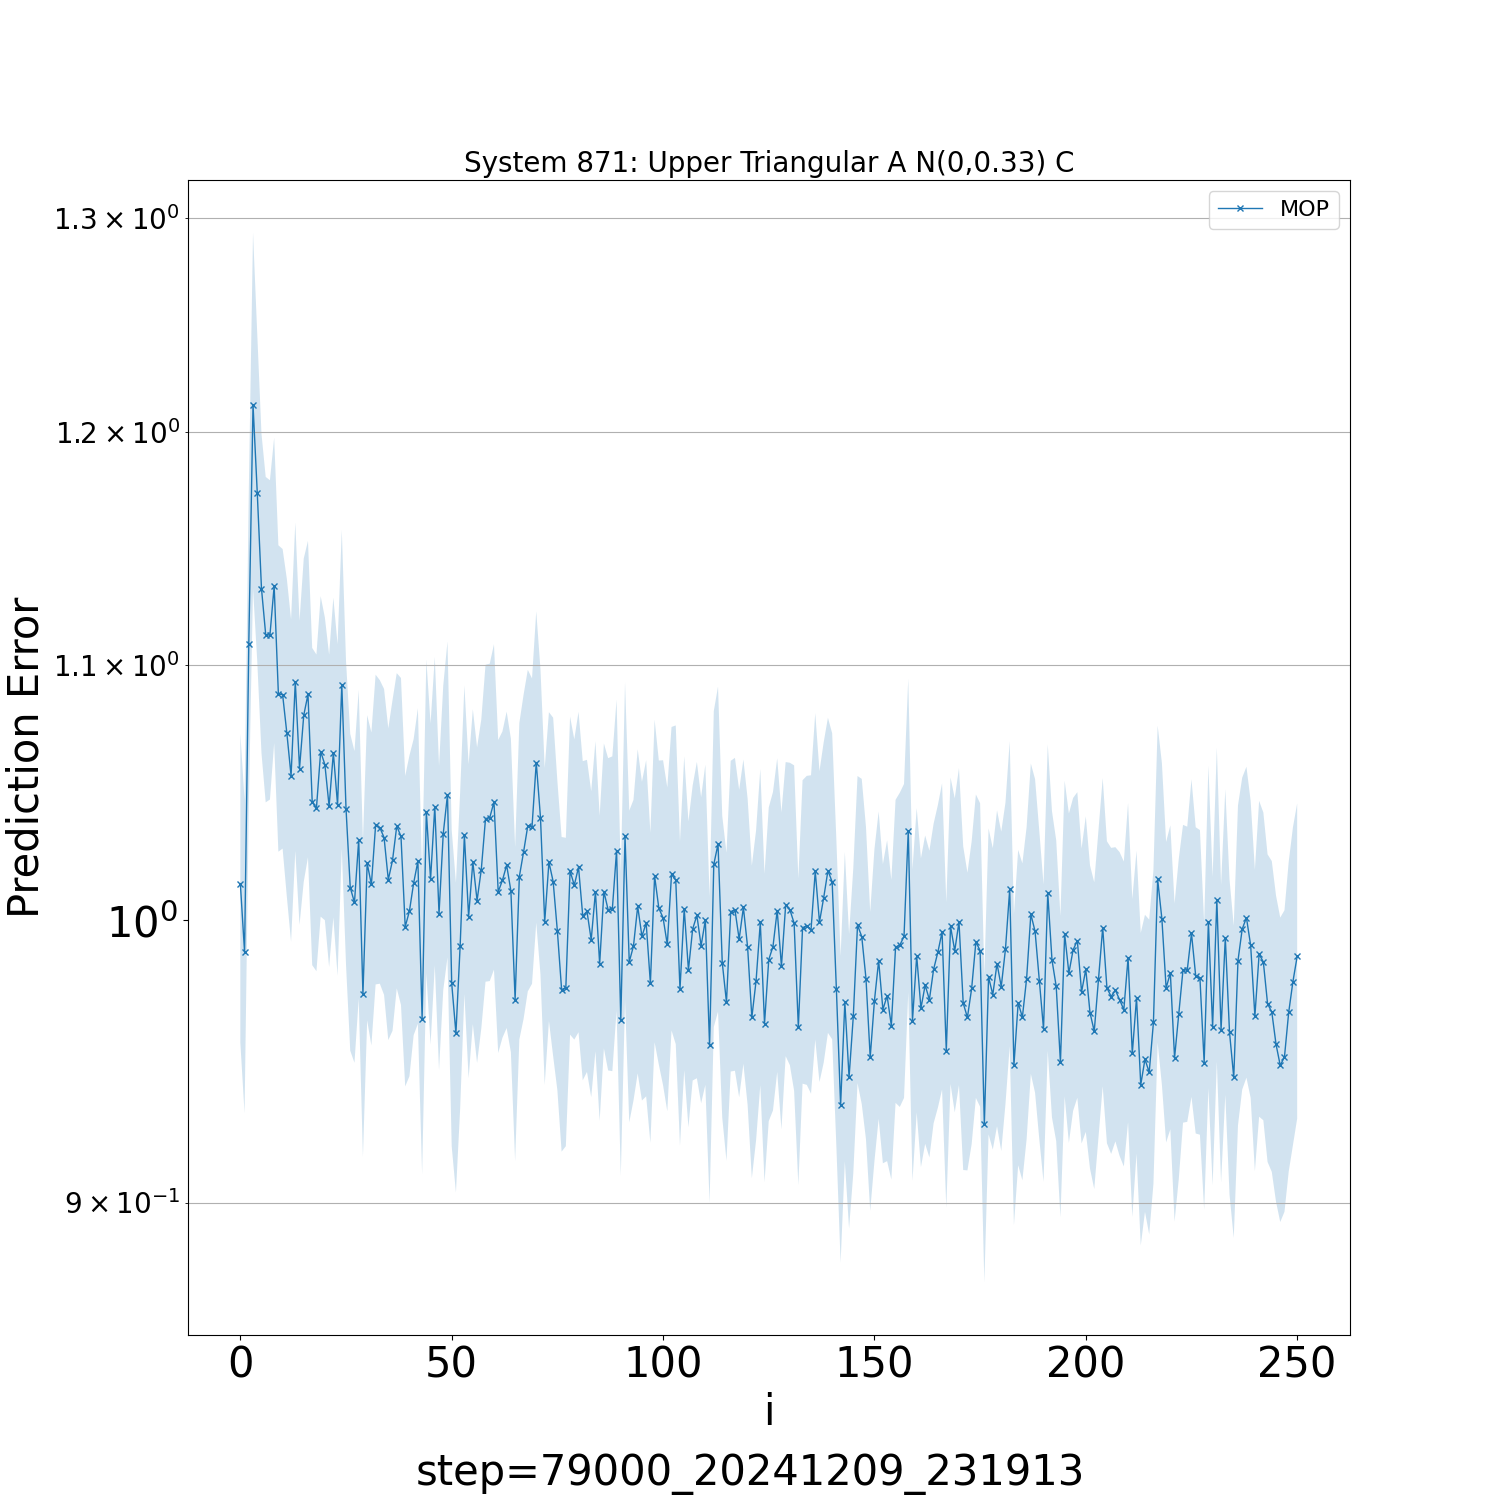 System 871: Upper Triangular A N(0,0.33) C
MOP
Prediction Error
1.3 × 10⁰
1.2 × 10⁰
1.1 × 10⁰
10⁰
9 × 10⁻¹
0 50 100 150 200 250
i
step=79000_20241209_231913